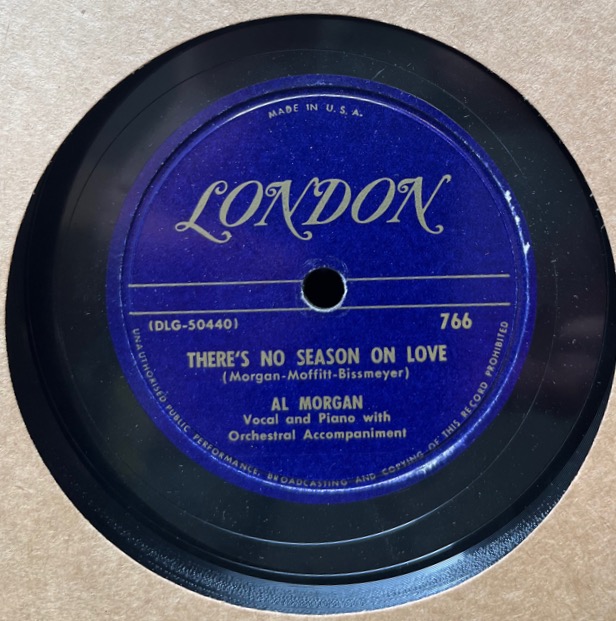 MADE IN U.S.A.
LONDON
(DLG-50440) 766
THERE'S NO SEASON ON LOVE
(Morgan-Moffitt-Bissmeyer)
AL MORGAN
Vocal and Piano with
Orchestral Accompaniment
UNAUTHORISED PUBLIC PERFORMANCE, BROADCASTING AND COPYING OF THIS RECORD PROHIBITED